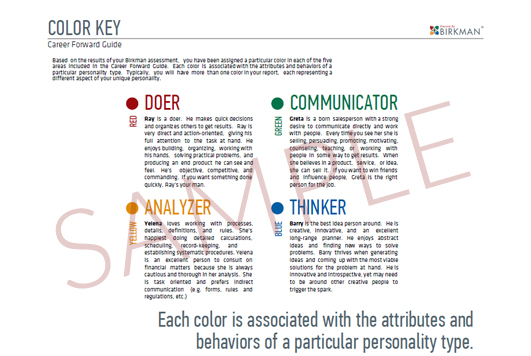 COLOR KEY
Career Forward Guide
Powered By
BIRKMAN
Based on the results of your Birkman assessment, you have assigned a particular color in each of the five
areas included in the Career Forward Guide. Each color is associated with the attributes and behaviors of a
particular personality type. Typically, you will have more than one color in your report, each representing a
different aspect of your unique personality.
DOER
RED
Ray is a doer. He makes quick decisions
and organizes others to get results. Ray is
very direct and action-oriented, giving his
full attention to the task at hand. He
enjoys building, organizing, working with
his hands, solving practical problems, and
producing an end product he can see and
feel. He's objective, competitive, and
commanding. If you want something done
quickly, Ray's your man.
COMMUNICATOR
GREEN
Greta is a born salesperson with a strong
desire to communicate directly and work
with people. Every time you see her she is
selling, persuading, promoting, motivating,
counseling, teaching, or working with
people in some way to get results. When
she believes in a product, service, or idea,
she can sell it. If you want to win friends
and influence people, Greta is the right
person for the job.
ANALYZER
YELLOW
Yelena loves working with processes,
details, definitions, and rules. She's
happiest doing detailed calculations,
scheduling, record-keeping, and
establishing systematic procedures. Yelena
is an excellent person to consult on
financial matters because she is always
cautious and thorough in her analysis. She
is task oriented and prefers indirect
communication (e.g. forms, rules and
regulations, etc.)
THINKER
BLUE
Barry is the best idea person around. He is
creative, innovative, and an excellent
long-range planner. He enjoys abstract
ideas and finding new ways to solve
problems. Barry thrives when generating
ideas and coming up with the most viable
solutions for the problem at hand. He is
innovative and introspective, yet may need
to be around other creative people to
trigger the spark.
SAMPLE
Each color is associated with the attributes and
behaviors of a particular personality type.